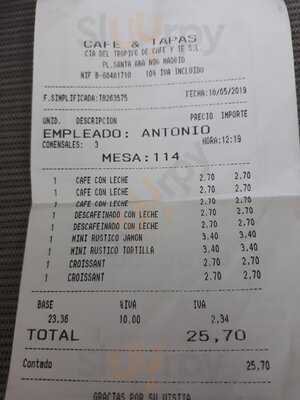 CAFE & TAPAS
CIA DEL TROPICO DE CAFE Y TE S.L
PL.SANTA ANA Nº6 MADRID
NIF B-60401710 10% IVA INCLUIDO
F.SIMPLIFICADA:T0263575 FECHA:10/05/2019
UNID. DESCRIPCION PRECIO IMPORTE
EMPLEADO: ANTONIO
COMENSALES: 3 HORA:12:19
MESA:114
1 CAFE CON LECHE 2.70 2.70
1 CAFE CON LECHE 2.70 2.70
1 CAFE CON LECHE 2.70 2.70
1 DESCAFEINADO CON LECHE 2.70 2.70
1 DESCAFEINADO CON LECHE 2.70 2.70
1 MINI RUSTICO JAMON 3.40 3.40
1 MINI RUSTICO TORTILLA 3.40 3.40
1 CROISSANT 2.70 2.70
1 CROISSANT 2.70 2.70
BASE %IVA IVA
23,36 10.00 2,34
TOTAL 25,70
Contado 25,70
GRACIAS POR SU VISITA